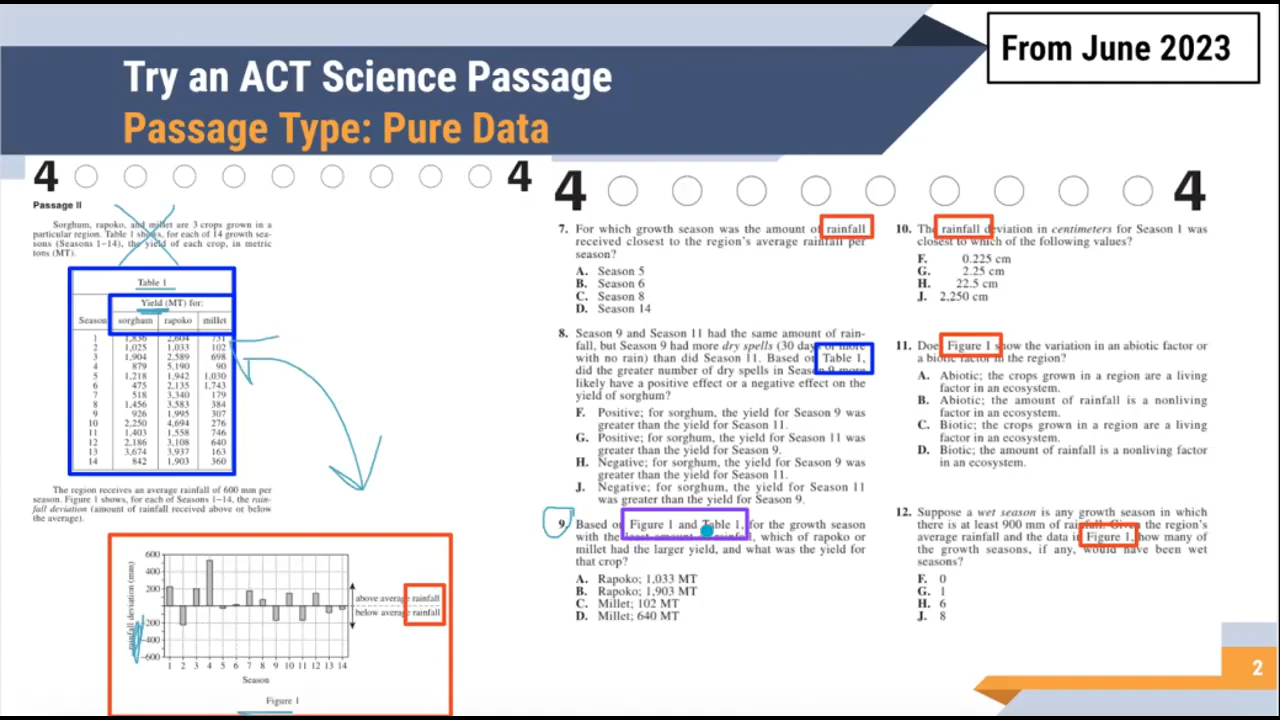 From June 2023
Try an ACT Science Passage
Passage Type: Pure Data
4 4
Passage II
Sorghum, rapoko, and millet are 3 crops grown in a
particular region. Table 1 shows, for each of 14 growth sea-
sons (Seasons 1–14), the yield of each crop, in metric
tons (MT).
Table 1
Yield (MT) for:
Season sorghum rapoko millet
1 1,836 2,604 731
2 1,025 1,033 102
3 1,904 2,589 698
4 879 5,190 90
5 1,218 1,942 1,030
6 475 2,135 1,743
7 518 3,340 179
8 1,456 3,583 384
9 926 1,995 307
10 2,250 4,694 276
11 1,403 1,558 746
12 2,186 3,108 640
13 3,674 3,937 163
14 842 1,903 360
The region receives an average rainfall of 600 mm per
season. Figure 1 shows, for each of Seasons 1–14, the rain-
fall deviation (amount of rainfall received above or below
the average).
rainfall deviation (mm)
600
400
200
0
–200
–400
–600
above average rainfall
below average rainfall
1 2 3 4 5 6 7 8 9 10 11 12 13 14
Season
Figure 1
4 4
7. For which growth season was the amount of rainfall
received closest to the region's average rainfall per
season?
A. Season 5
B. Season 6
C. Season 8
D. Season 14
8. Season 9 and Season 11 had the same amount of rain-
fall, but Season 9 had more dry spells (30 days or more
with no rain) than did Season 11. Based on Table 1,
did the greater number of dry spells in Season 9 more
likely have a positive effect or a negative effect on the
yield of sorghum?
F. Positive; for sorghum, the yield for Season 9 was
greater than the yield for Season 11.
G. Positive; for sorghum, the yield for Season 11 was
greater than the yield for Season 9.
H. Negative; for sorghum, the yield for Season 9 was
greater than the yield for Season 11.
J. Negative; for sorghum, the yield for Season 11
was greater than the yield for Season 9.
9. Based on Figure 1 and Table 1, for the growth season
with the least amount of rainfall, which of rapoko or
millet had the larger yield, and what was the yield for
that crop?
A. Rapoko; 1,033 MT
B. Rapoko; 1,903 MT
C. Millet; 102 MT
D. Millet; 640 MT
10. The rainfall deviation in centimeters for Season 1 was
closest to which of the following values?
F. 0.225 cm
G. 2.25 cm
H. 22.5 cm
J. 2,250 cm
11. Does Figure 1 show the variation in an abiotic factor or
a biotic factor in the region?
A. Abiotic; the crops grown in a region are a living
factor in an ecosystem.
B. Abiotic; the amount of rainfall is a nonliving
factor in an ecosystem.
C. Biotic; the crops grown in a region are a living
factor in an ecosystem.
D. Biotic; the amount of rainfall is a nonliving factor
in an ecosystem.
12. Suppose a wet season is any growth season in which
there is at least 900 mm of rainfall. Given the region's
average rainfall and the data in Figure 1, how many of
the growth seasons, if any, would have been wet
seasons?
F. 0
G. 1
H. 6
J. 8
2